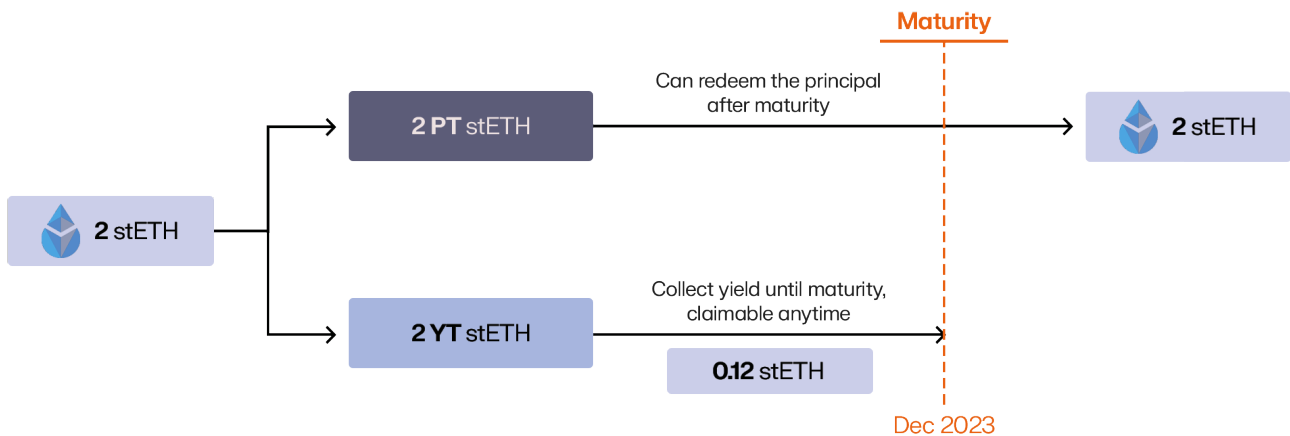 Maturity
Can redeem the principal
after maturity
2 PT stETH
2 stETH
2 stETH
Collect yield until maturity,
claimable anytime
2 YT stETH
0.12 stETH
Dec 2023